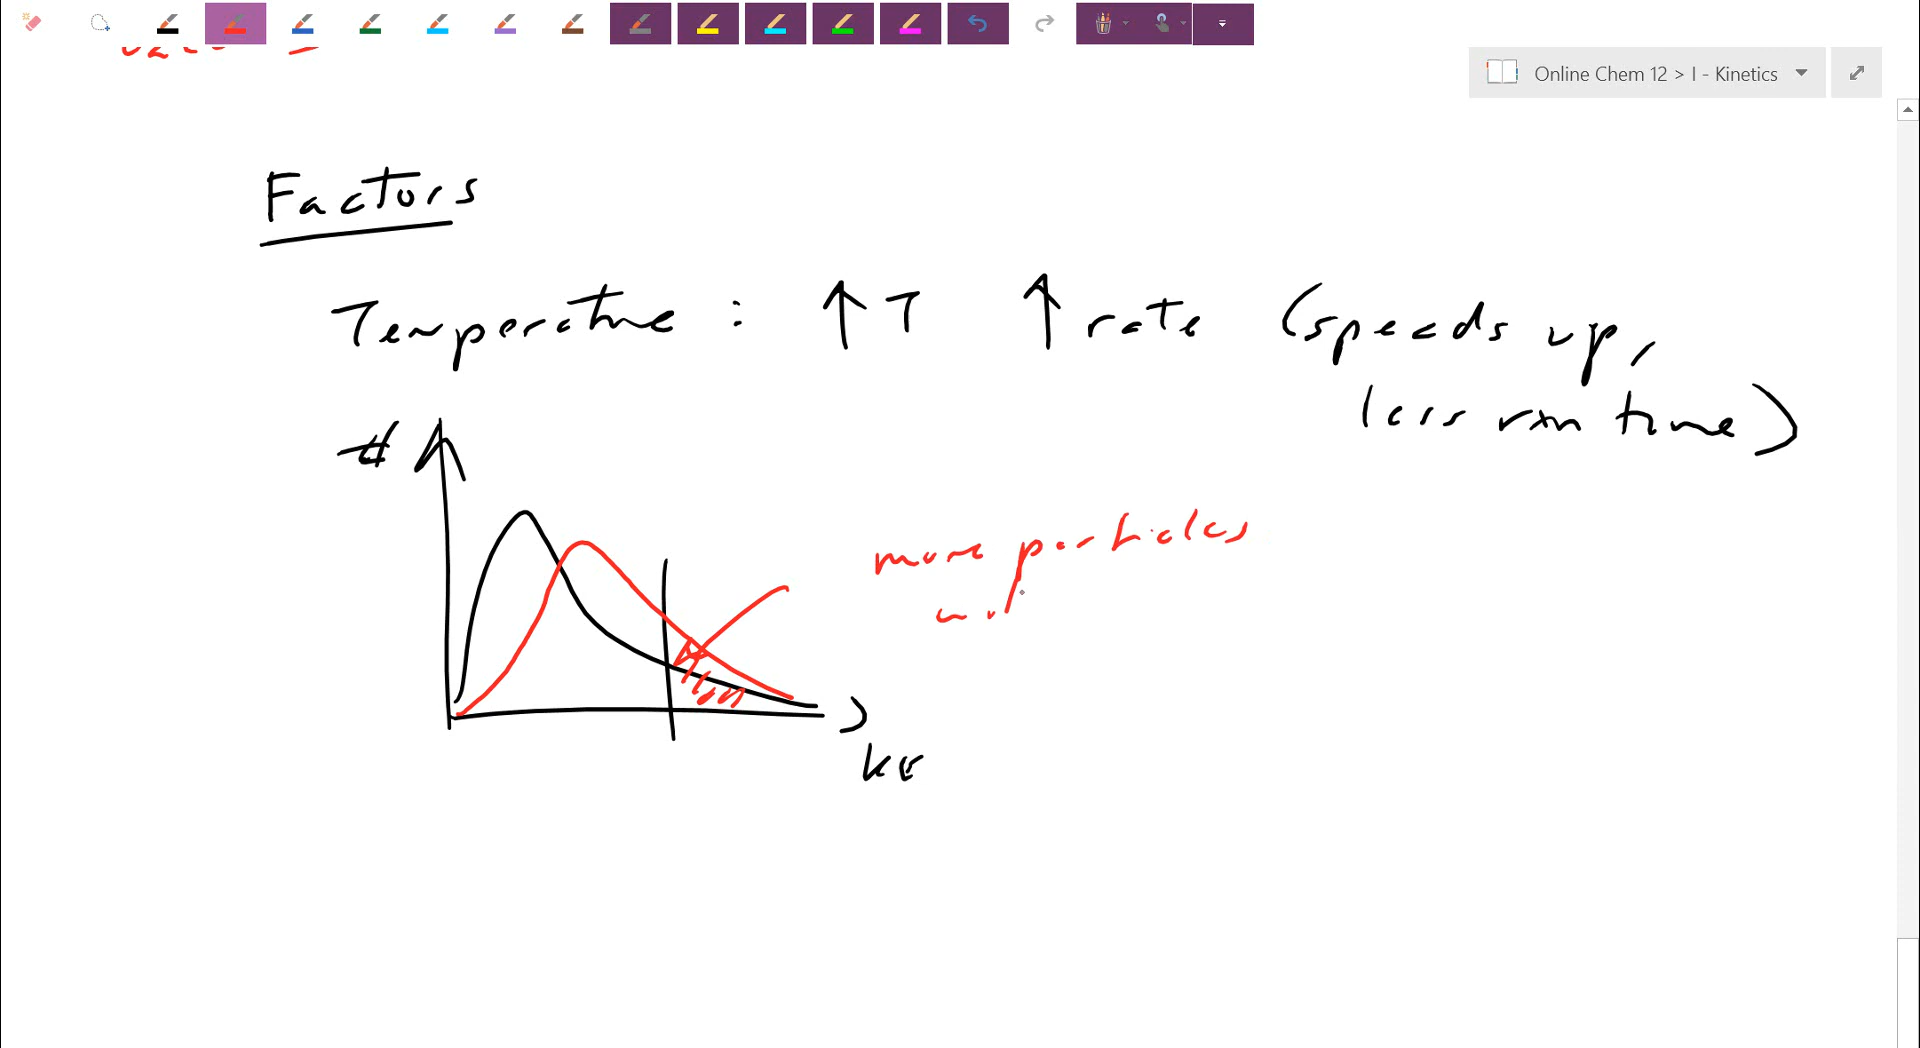 Online Chem 12 > I - Kinetics
Factors
Temperature : ↑ T ↑ rate (speeds up,
less rxn time)
#
more particles
KE